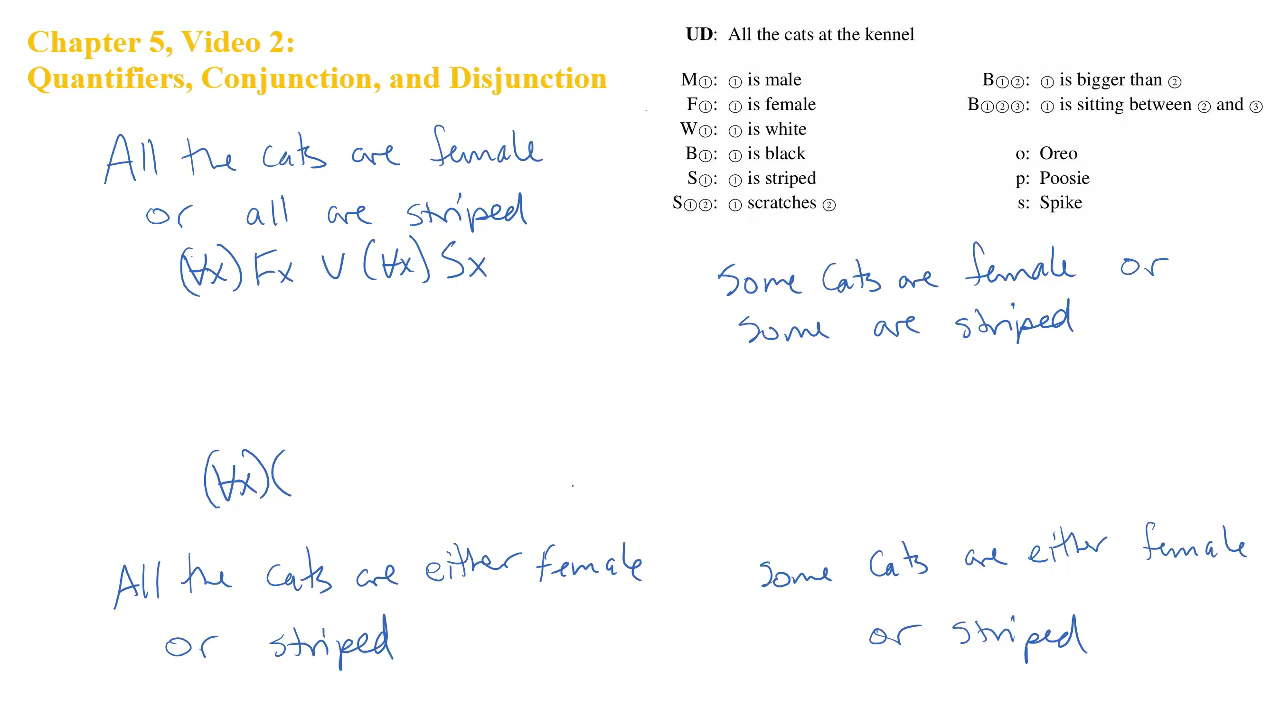 Chapter 5, Video 2:
Quantifiers, Conjunction, and Disjunction
UD: All the cats at the kennel
M①: ① is male
F①: ① is female
W①: ① is white
B①: ① is black
S①: ① is striped
S①②: ① scratches ②
B①②: ① is bigger than ②
B①②③: ① is sitting between ② and ③
o: Oreo
p: Poosie
s: Spike
All the cats are female
or all are striped
(∀x) Fx ∨ (∀x) Sx
Some cats are female or
some are striped
(∀x)(
All the cats are either female
or striped
Some cats are either female
or striped